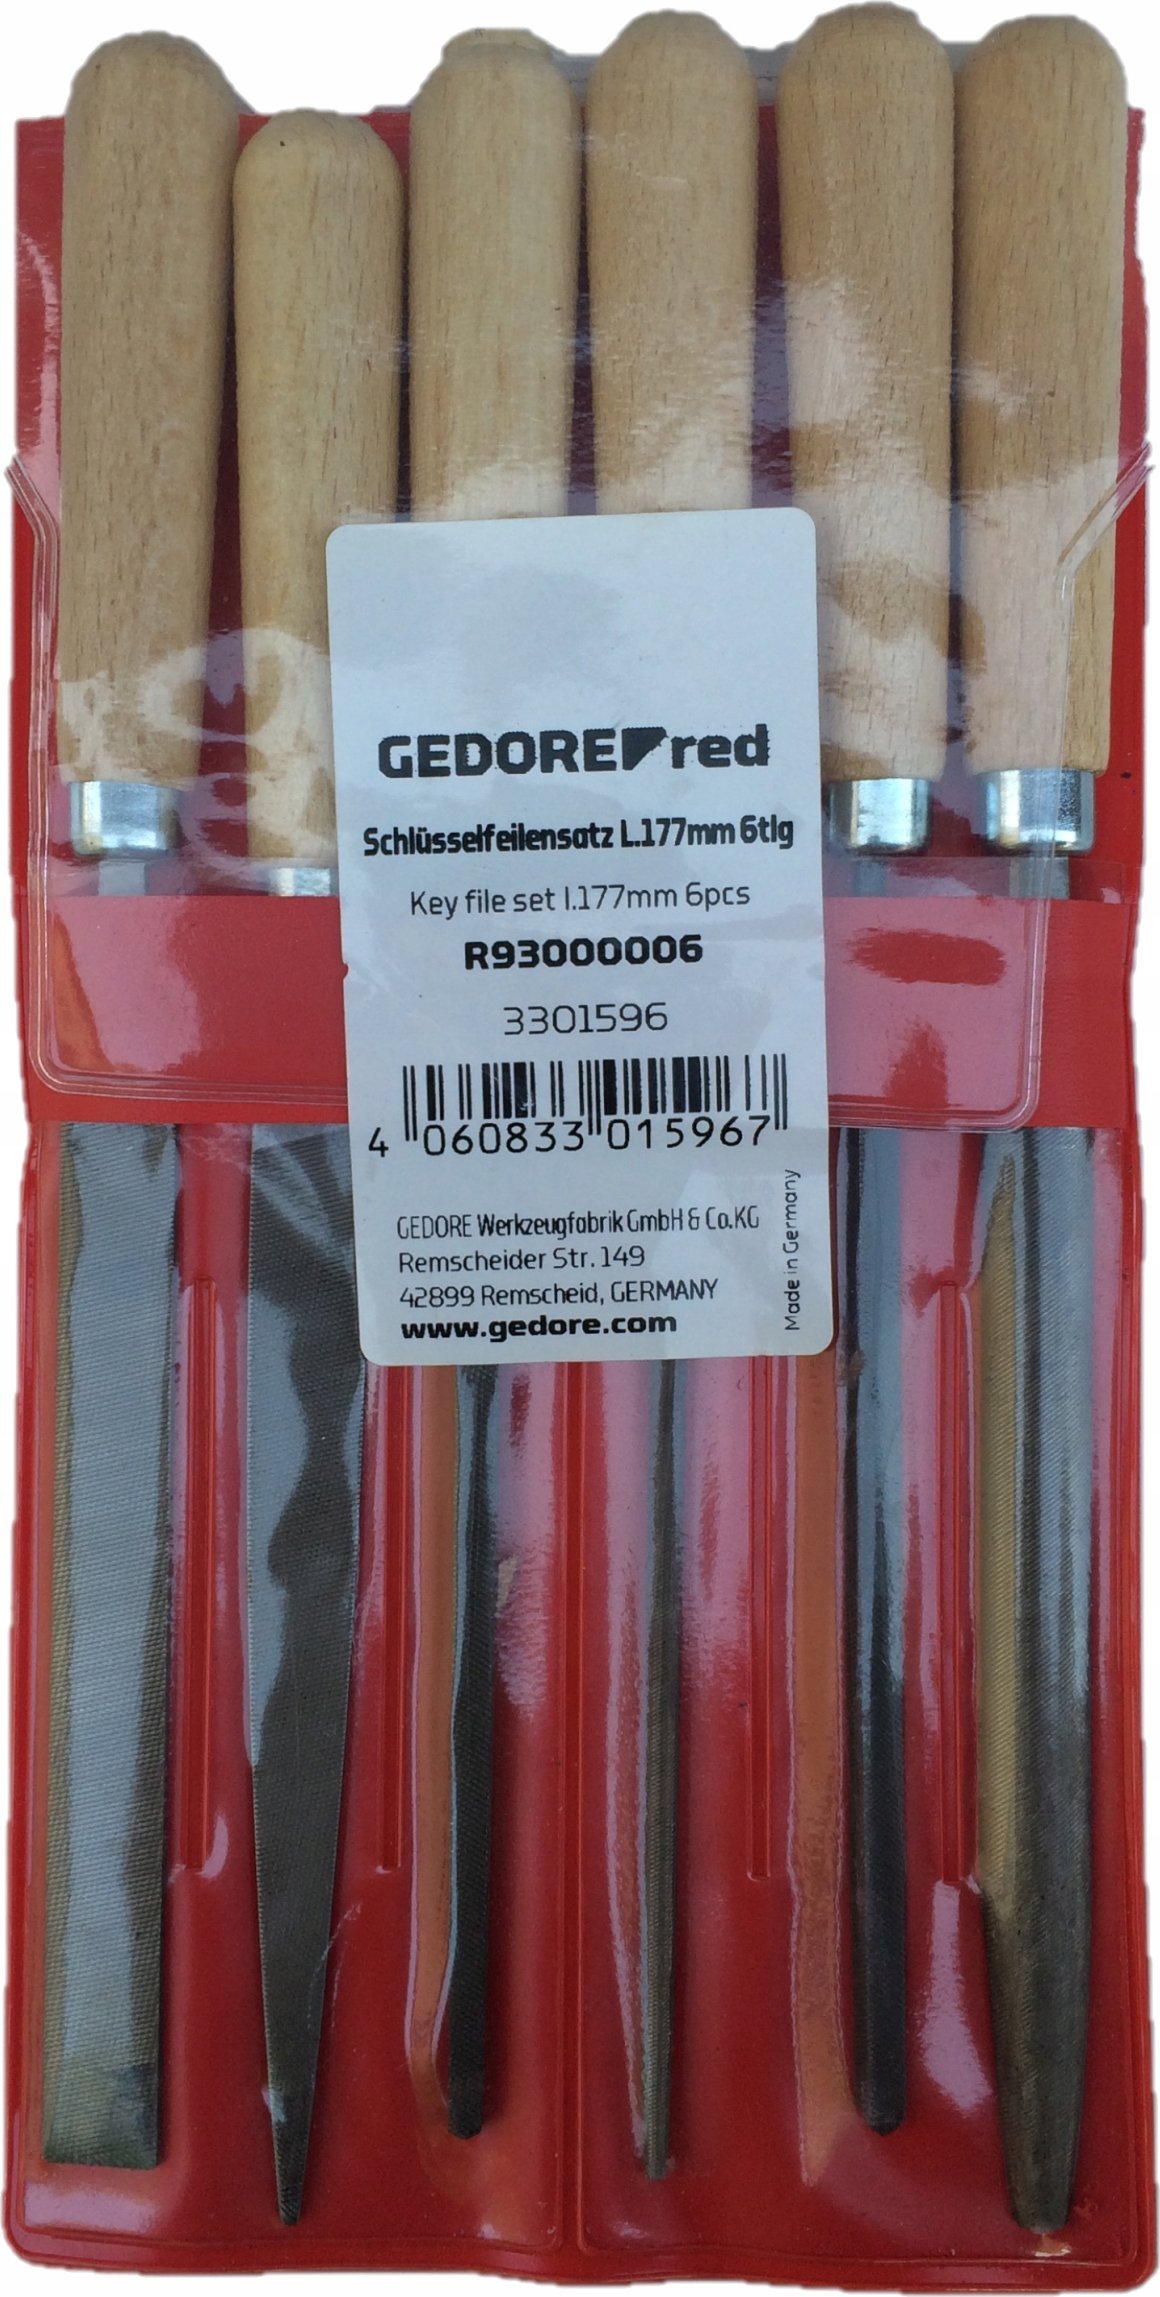 GEDORE red
Schlüsselfeilensatz L.177mm 6tlg
Key file set l.177mm 6pcs
R93000006
3301596
4 060833 015967
GEDORE Werkzeugfabrik GmbH & Co.KG
Remscheider Str. 149
42899 Remscheid, GERMANY
www.gedore.com
Made in Germany